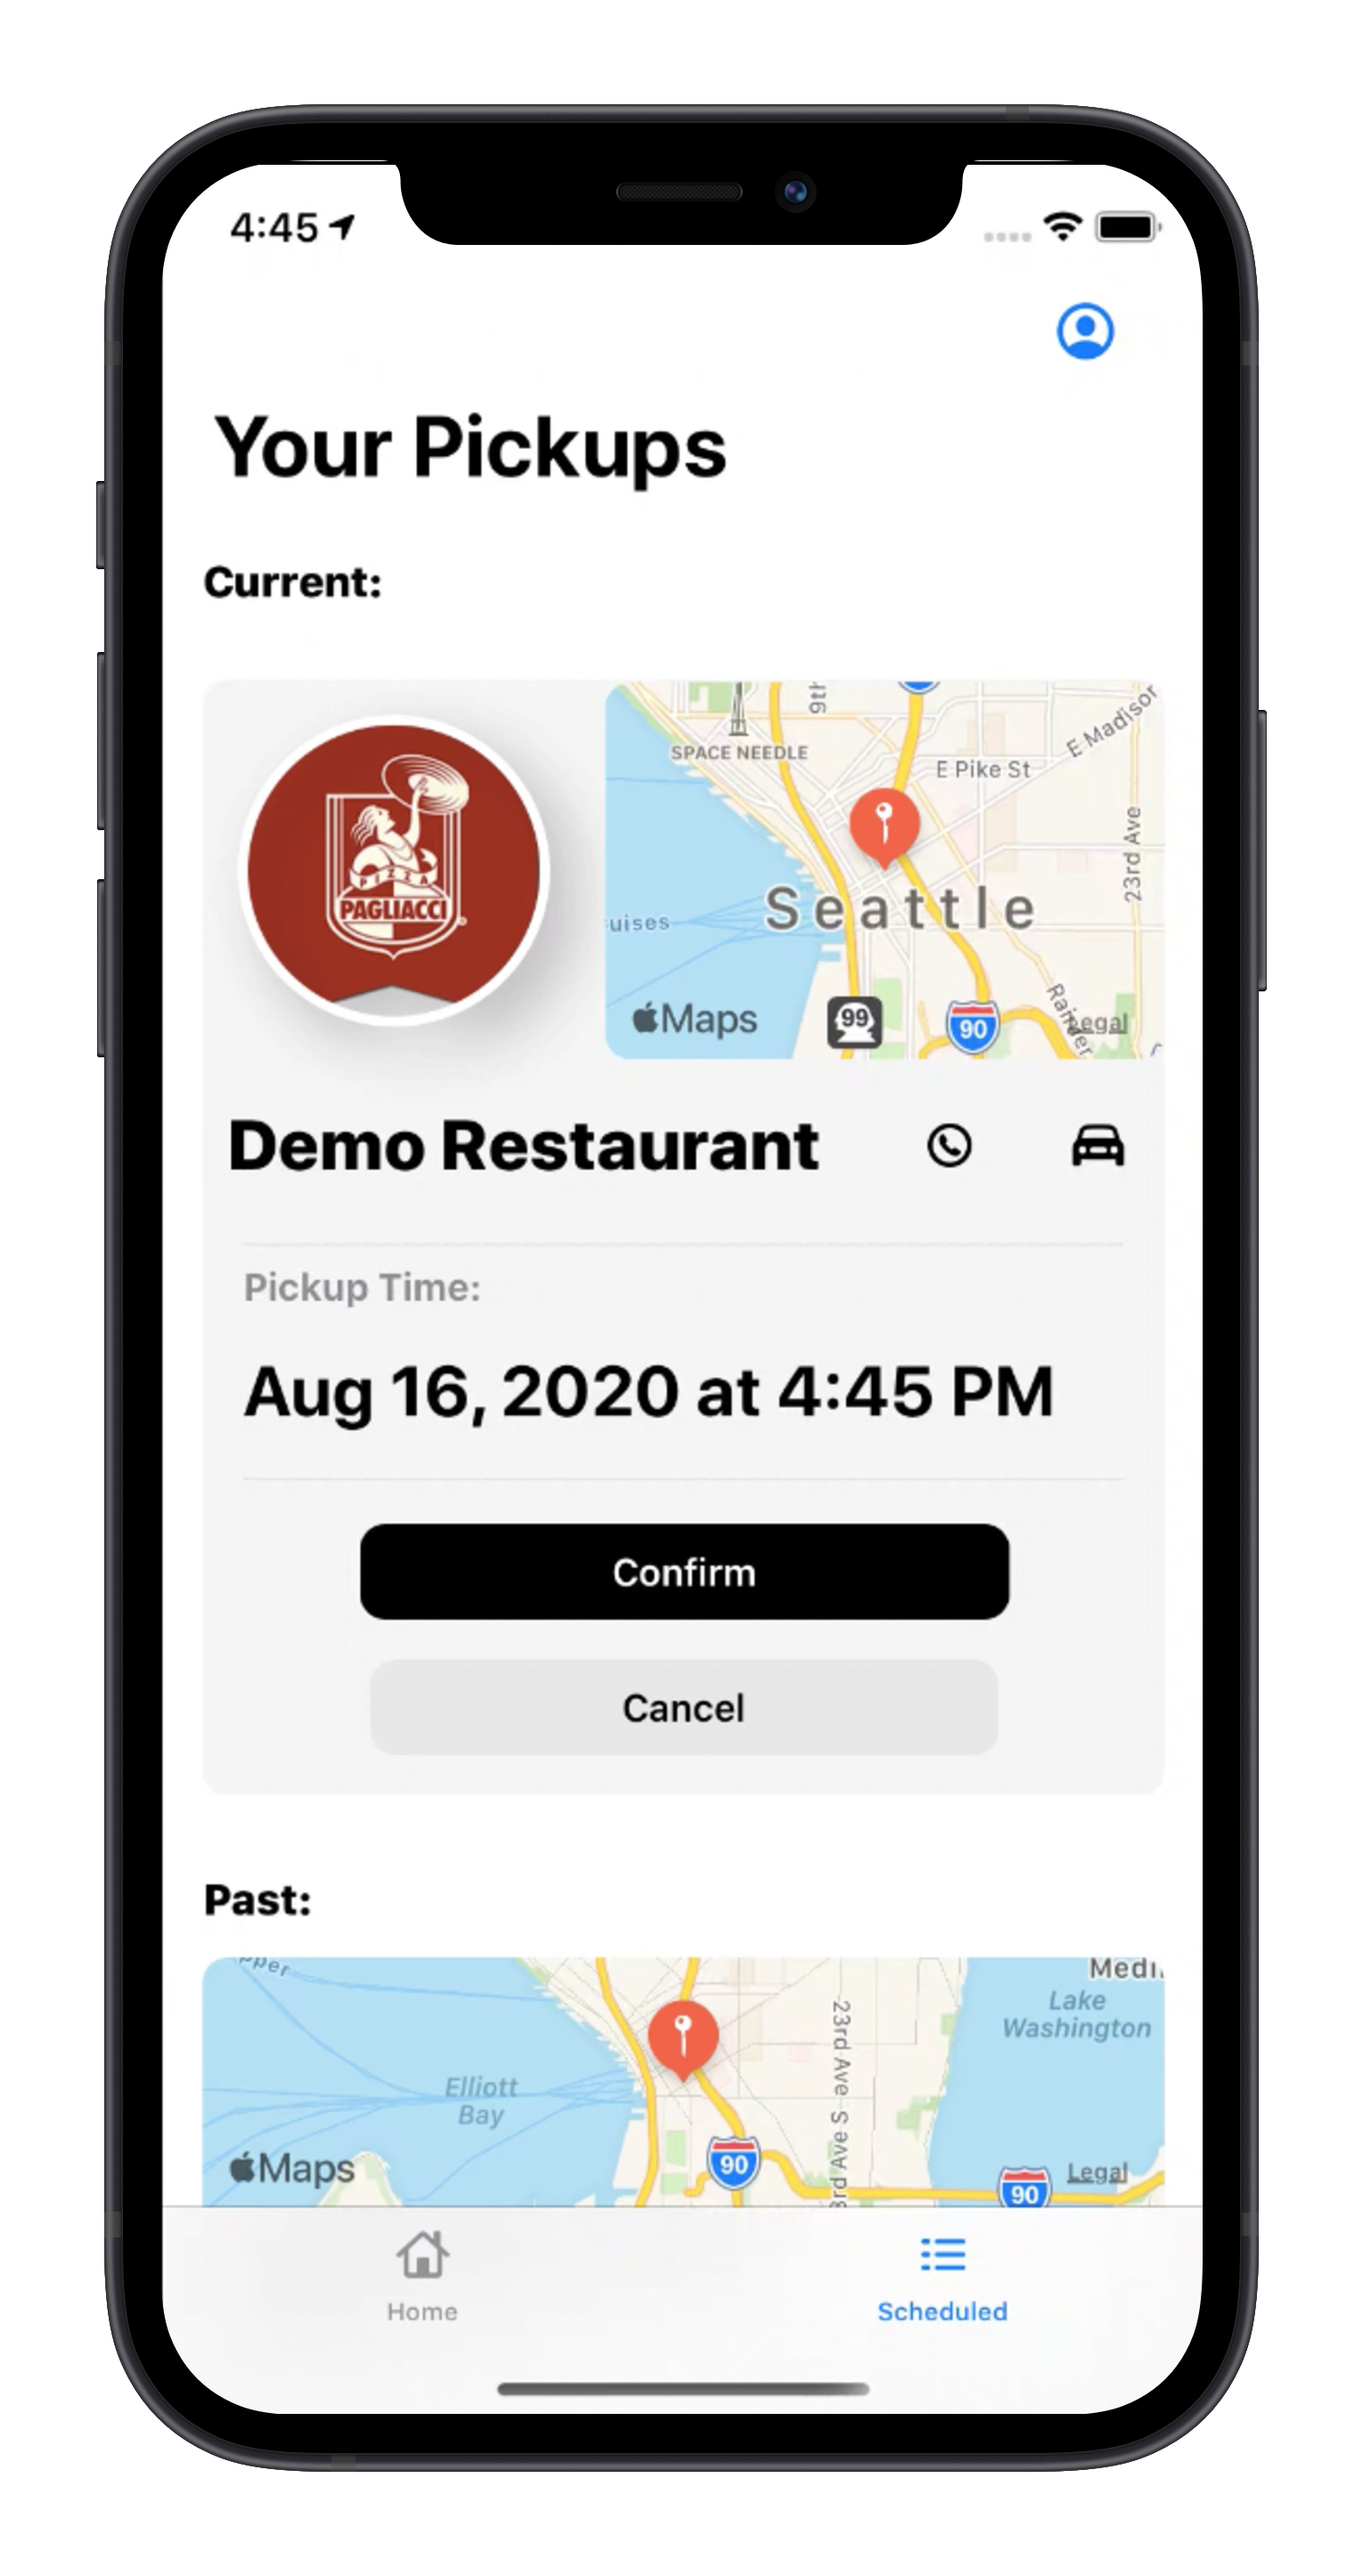 4:45
Your Pickups
Current:
PIZZA
PAGLIACCI
9th
SPACE NEEDLE
E Pike St
E Madisor
23rd Ave
Seattle
uises
Maps
99
90
Rainier
Legal
Demo Restaurant
Pickup Time:
Aug 16, 2020 at 4:45 PM
Confirm
Cancel
Past:
pper
Medi
Lake
Washington
23rd Ave S
Elliott
Bay
Maps
90
3rd Ave S
90
Legal
Home
Scheduled